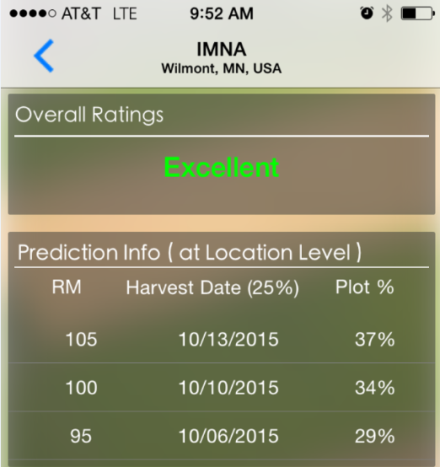 AT&T LTE 9:52 AM
IMNA
Wilmont, MN, USA
Overall Ratings
Excellent
Prediction Info ( at Location Level )
RM Harvest Date (25%) Plot %
105 10/13/2015 37%
100 10/10/2015 34%
95 10/06/2015 29%